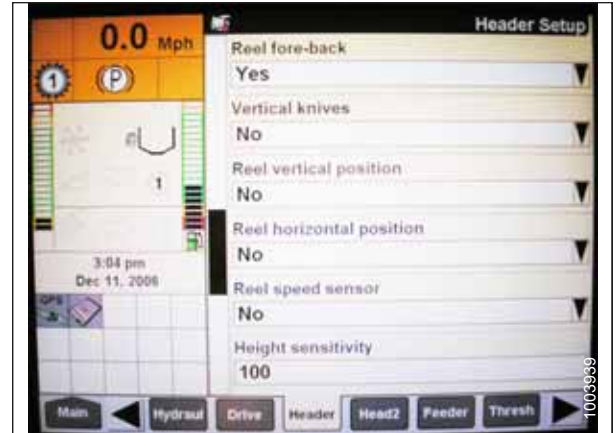 0.0 Mph
Header Setup
1
(P)
Reel fore-back
Yes
Vertical knives
No
Reel vertical position
No
1
Reel horizontal position
No
3:04 pm
Dec 11, 2006
Reel speed sensor
No
GPS
Height sensitivity
100
Main
Hydraul
Drive
Header
Head2
Feeder
Thresh
1003939